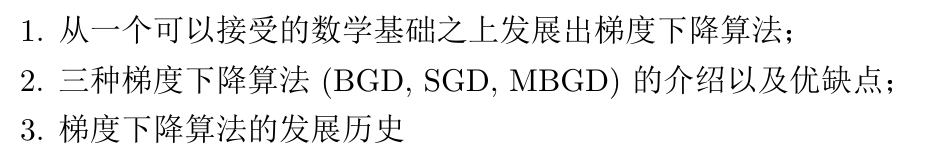 1. 从一个可以接受的数学基础之上发展出梯度下降算法；
2. 三种梯度下降算法 (BGD, SGD, MBGD) 的介绍以及优缺点；
3. 梯度下降算法的发展历史